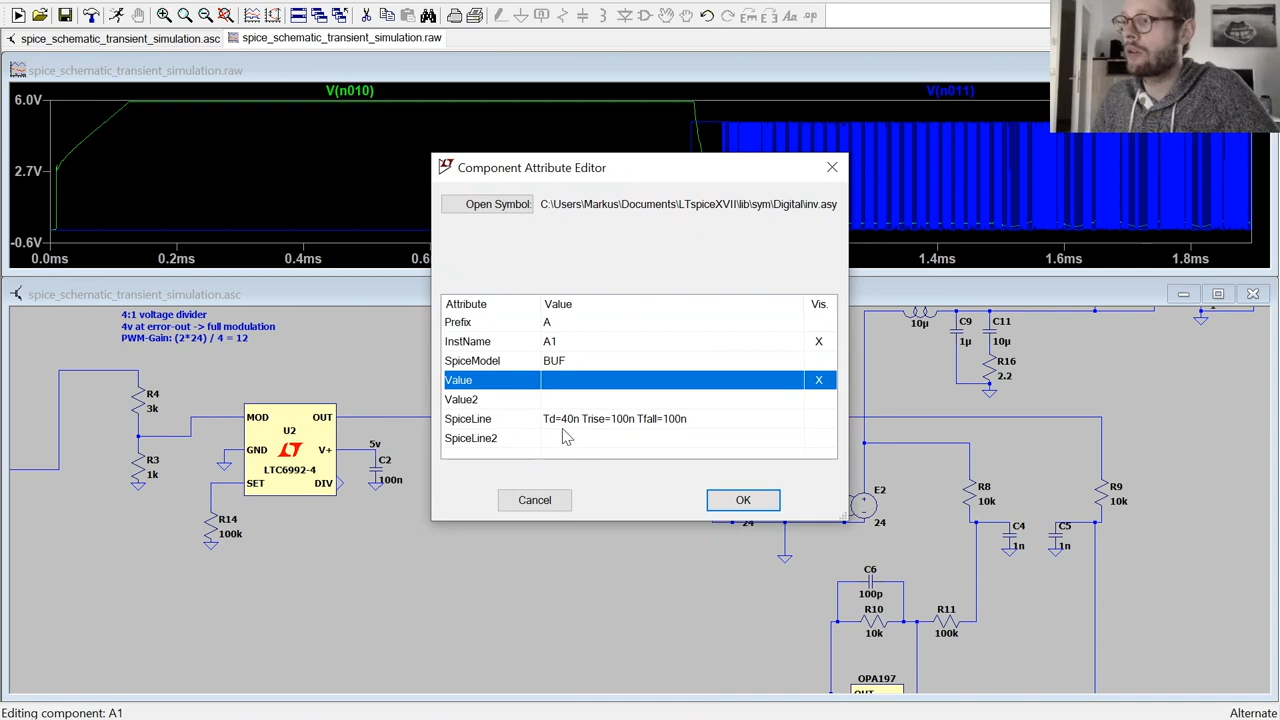 spice_schematic_transient_simulation.asc
spice_schematic_transient_simulation.raw
spice_schematic_transient_simulation.raw
V(n010)
V(n011)
6.0V
2.7V
-0.6V
0.0ms
0.2ms
0.4ms
1.4ms
1.6ms
1.8ms
Component Attribute Editor
Open Symbol:
C:\Users\Markus\Documents\LTspiceXVII\lib\sym\Digital\inv.asy
Attribute Value Vis.
Prefix A
InstName A1 X
SpiceModel BUF
Value X
Value2
SpiceLine Td=40n Trise=100n Tfall=100n
SpiceLine2
Cancel
OK
spice_schematic_transient_simulation.asc
4:1 voltage divider
4v at error-out -> full modulation
PWM-Gain: (2*24) / 4 = 12
R4
3k
R3
1k
MOD
OUT
U2
GND
V+
LTC6992-4
SET
DIV
5v
C2
100n
R14
100k
10µ
C9
1µ
C11
10µ
R16
2.2
E2
24
24
R8
10k
R9
10k
C4
1n
C5
1n
C6
100p
R10
10k
R11
100k
OPA197
OUT
Editing component: A1
Alternate